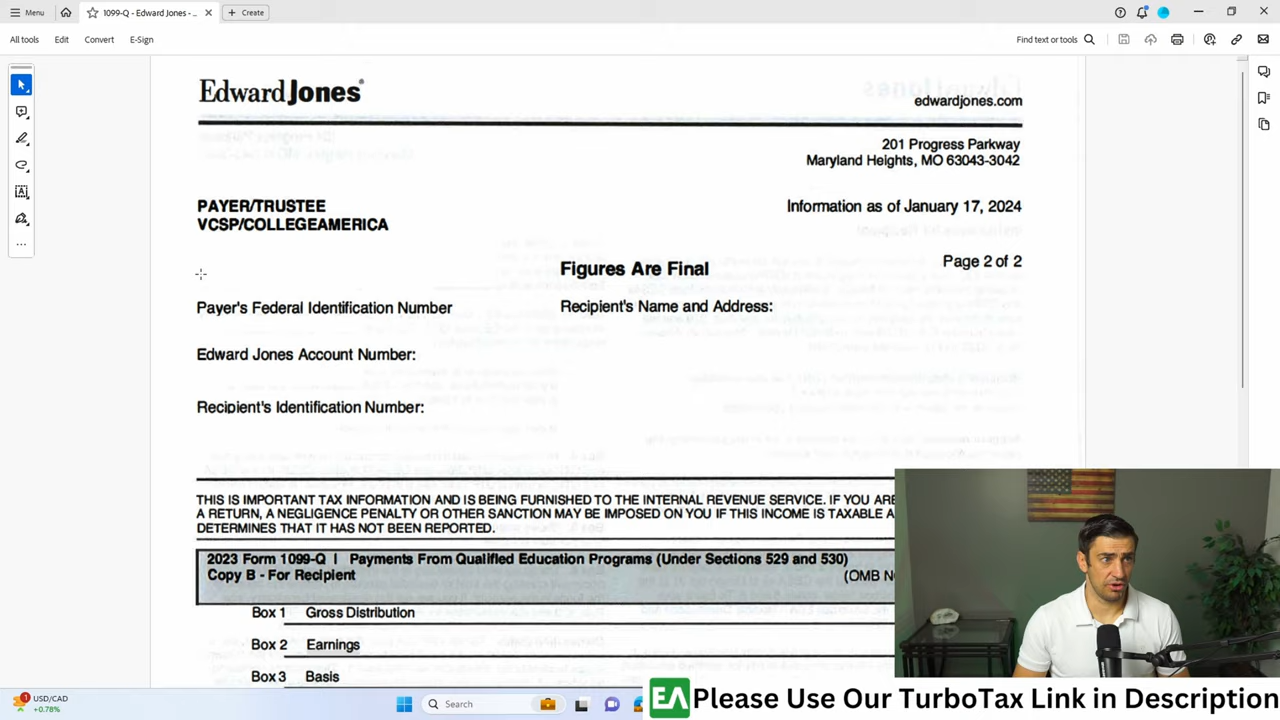 Menu
1099-Q - Edward Jones - ...
Create
All tools
Edit
Convert
E-Sign
Find text or tools
Edward Jones
edwardjones.com
201 Progress Parkway
Maryland Heights, MO 63043-3042
PAYER/TRUSTEE
VCSP/COLLEGEAMERICA
Information as of January 17, 2024
Page 2 of 2
Figures Are Final
Payer's Federal Identification Number
Recipient's Name and Address:
Edward Jones Account Number:
Recipient's Identification Number:
THIS IS IMPORTANT TAX INFORMATION AND IS BEING FURNISHED TO THE INTERNAL REVENUE SERVICE. IF YOU ARE
A RETURN, A NEGLIGENCE PENALTY OR OTHER SANCTION MAY BE IMPOSED ON YOU IF THIS INCOME IS TAXABLE A
DETERMINES THAT IT HAS NOT BEEN REPORTED.
2023 Form 1099-Q | Payments From Qualified Education Programs (Under Sections 529 and 530)
Copy B - For Recipient
(OMB N
Box 1 Gross Distribution
Box 2 Earnings
Box 3 Basis
1
USD/CAD
+0.78%
Search
EA Please Use Our TurboTax Link in Description